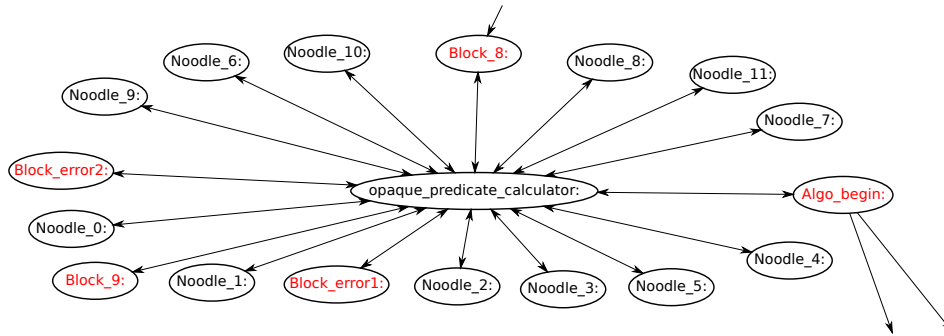 Noodle_10:
Block_8:
Noodle_6:
Noodle_8:
Noodle_11:
Noodle_9:
Noodle_7:
Block_error2:
opaque_predicate_calculator:
Algo_begin:
Noodle_0:
Noodle_4:
Block_9:
Noodle_1:
Block_error1:
Noodle_2:
Noodle_3:
Noodle_5: